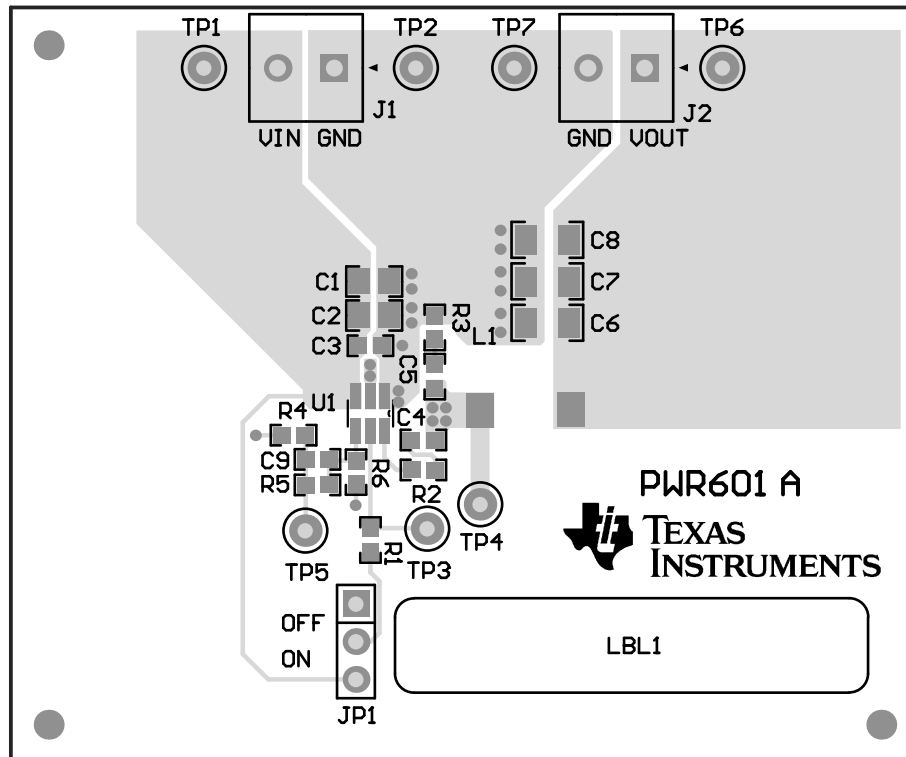 TP1 TP2 TP7 TP6
J1 J2
VIN GND GND VOUT
C8
C1 C7
C2 R3 C6
L1
C3 C5
U1
R4 C4
C9
R5 R6 R2 PWR601 A
TP4 TEXAS
R1 INSTRUMENTS
TP5 TP3
OFF
LBL1
ON
JP1